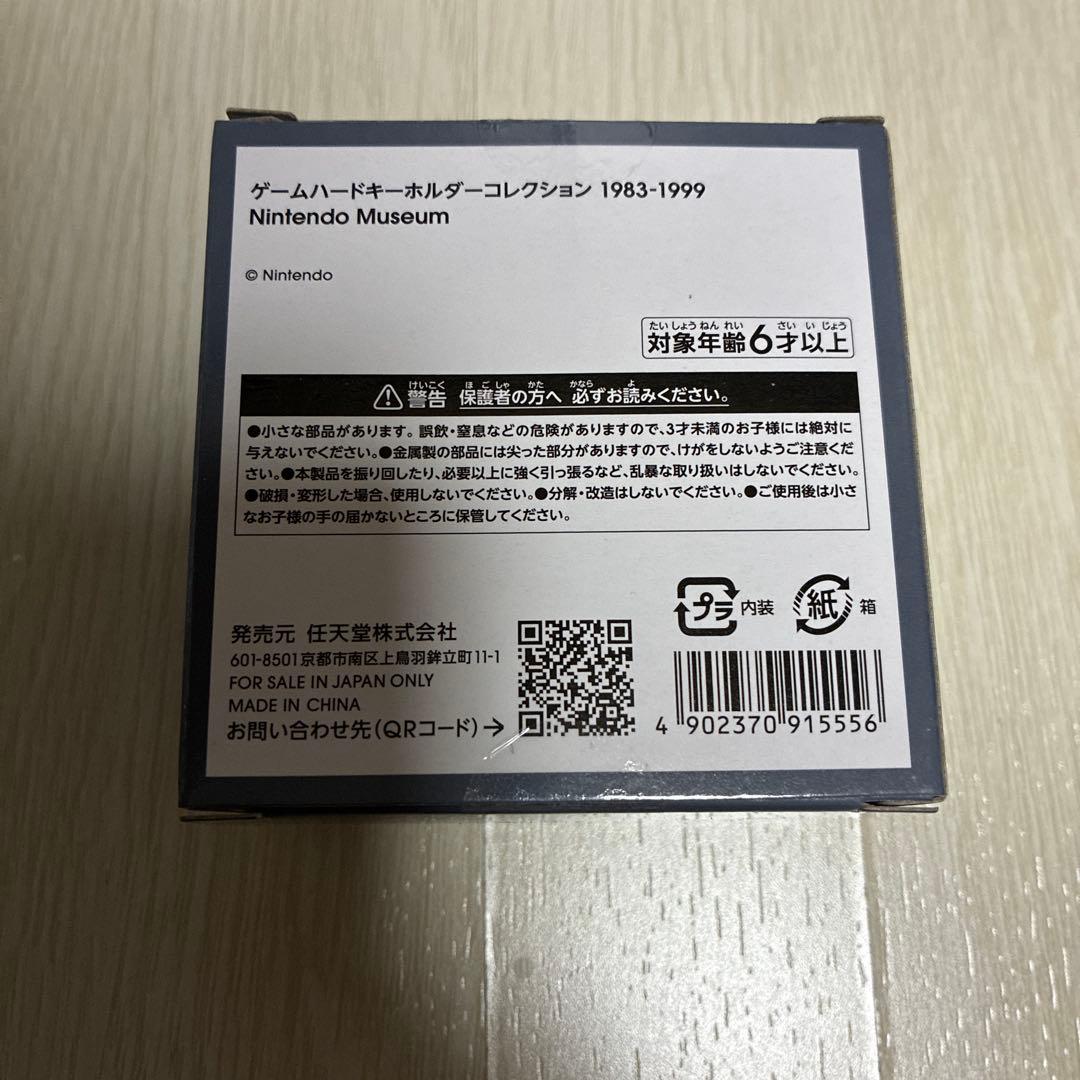 ゲームハードキーホルダーコレクション 1983-1999
Nintendo Museum
© Nintendo
たいしょうねんれい さいいじょう
対象年齢6才以上
けいこく ほごしゃ かた かなら よ
警告 保護者の方へ 必ずお読みください。
●小さな部品があります。誤飲・窒息などの危険がありますので、3才未満のお子様には絶対に
与えないでください。●金属製の部品には尖った部分がありますので、けがをしないようご注意くだ
さい。●本製品を振り回したり、必要以上に強く引っ張るなど、乱暴な取り扱いはしないでください。
●破損・変形した場合、使用しないでください。●分解・改造はしないでください。●ご使用後は小さ
なお子様の手の届かないところに保管してください。
プラ 内装 紙 箱
発売元 任天堂株式会社
601-8501京都市南区上鳥羽鉾立町11-1
FOR SALE IN JAPAN ONLY
MADE IN CHINA
お問い合わせ先(QRコード)→
4 902370 915556